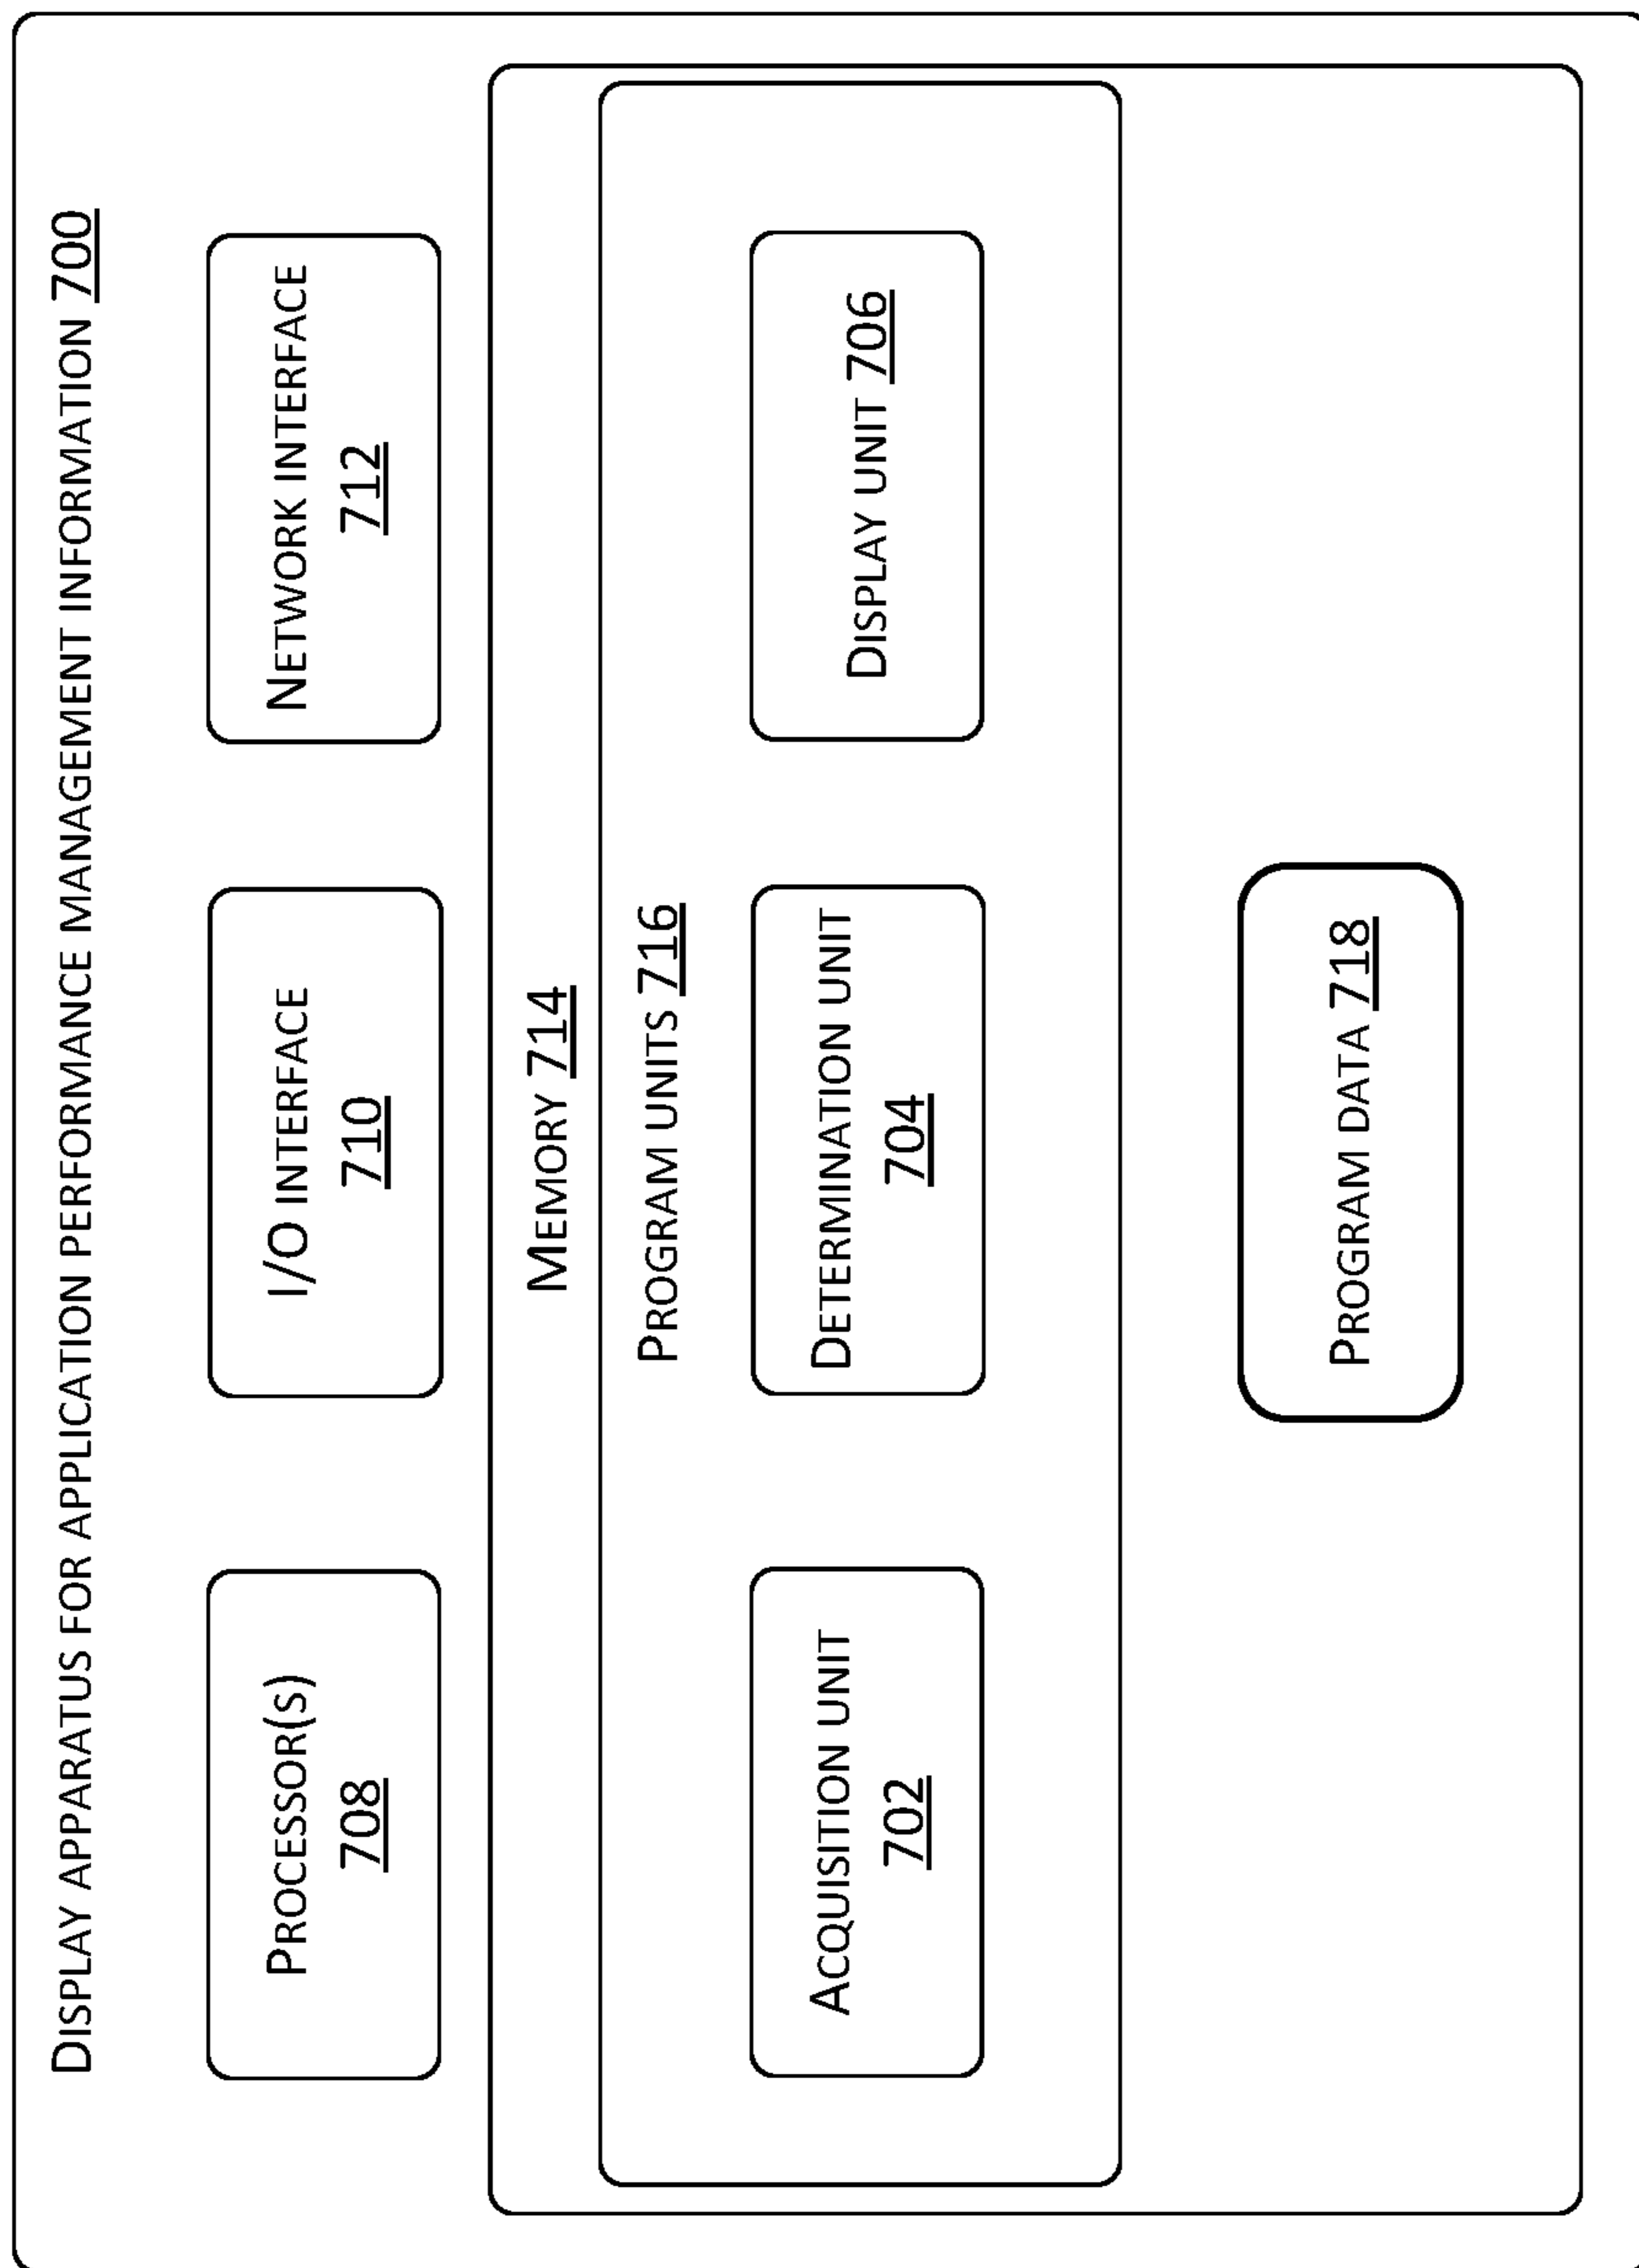 DISPLAY APPARATUS FOR APPLICATION PERFORMANCE MANAGEMENT INFORMATION 700
PROCESSOR(S)
708
I/O INTERFACE
710
NETWORK INTERFACE
712
MEMORY 714
PROGRAM UNITS 716
ACQUISITION UNIT
702
DETERMINATION UNIT
704
DISPLAY UNIT 706
PROGRAM DATA 718